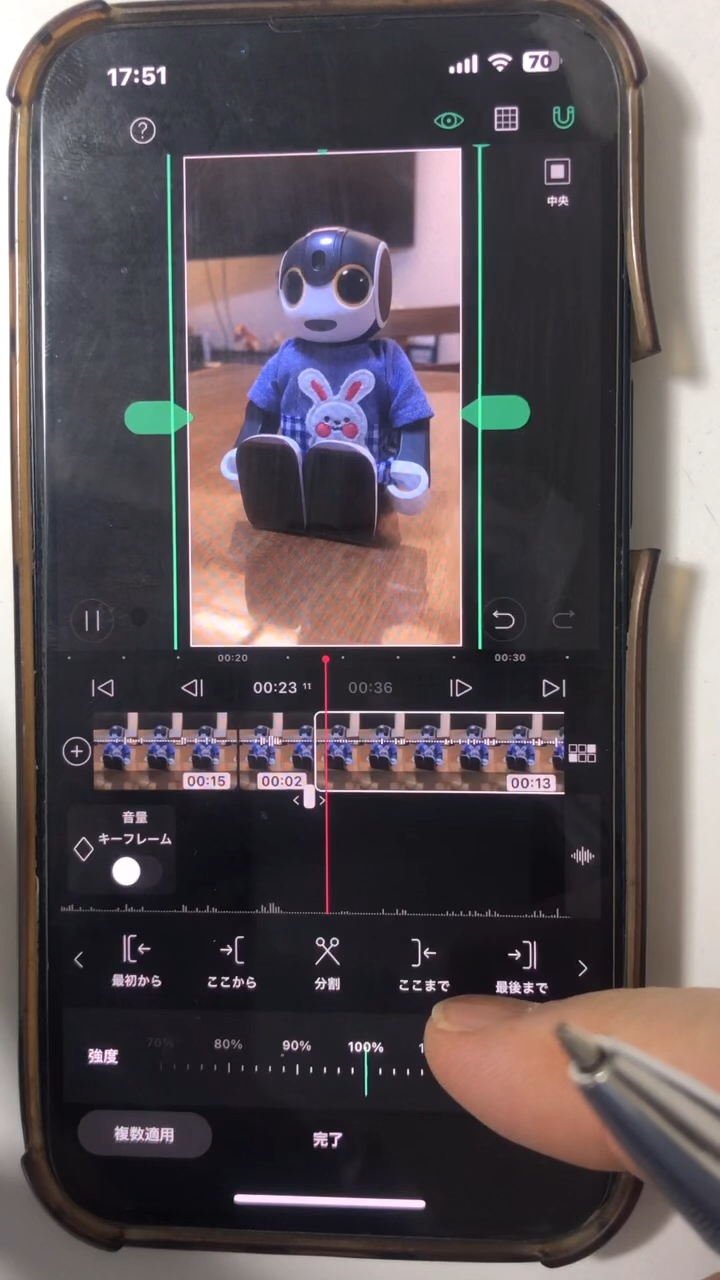 17:51
70
?
中央
00:20
00:30
00:23 11
00:36
00:15
00:02
00:13
音量
キーフレーム
最初から
ここから
分割
ここまで
最後まで
強度
70%
80%
90%
100%
複数適用
完了